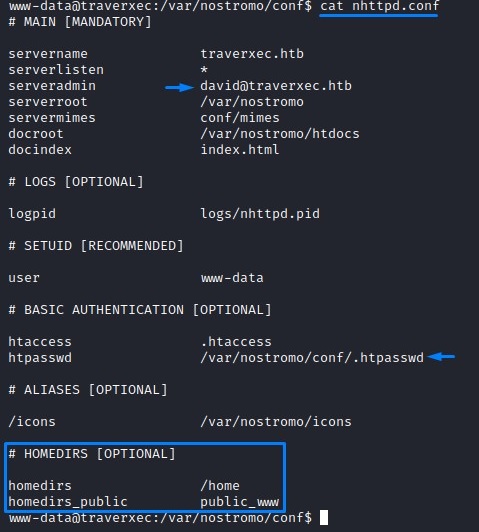 www-data@traverxec:/var/nostromo/conf$ cat nhttpd.conf
# MAIN [MANDATORY]
servername traverxec.htb
serverlisten *
serveradmin david@traverxec.htb
serverroot /var/nostromo
servermimes conf/mimes
docroot /var/nostromo/htdocs
docindex index.html
# LOGS [OPTIONAL]
logpid logs/nhttpd.pid
# SETUID [RECOMMENDED]
user www-data
# BASIC AUTHENTICATION [OPTIONAL]
htaccess .htaccess
htpasswd /var/nostromo/conf/.htpasswd
# ALIASES [OPTIONAL]
/icons /var/nostromo/icons
# HOMEDIRS [OPTIONAL]
homedirs /home
homedirs_public public_www
www-data@traverxec:/var/nostromo/conf$